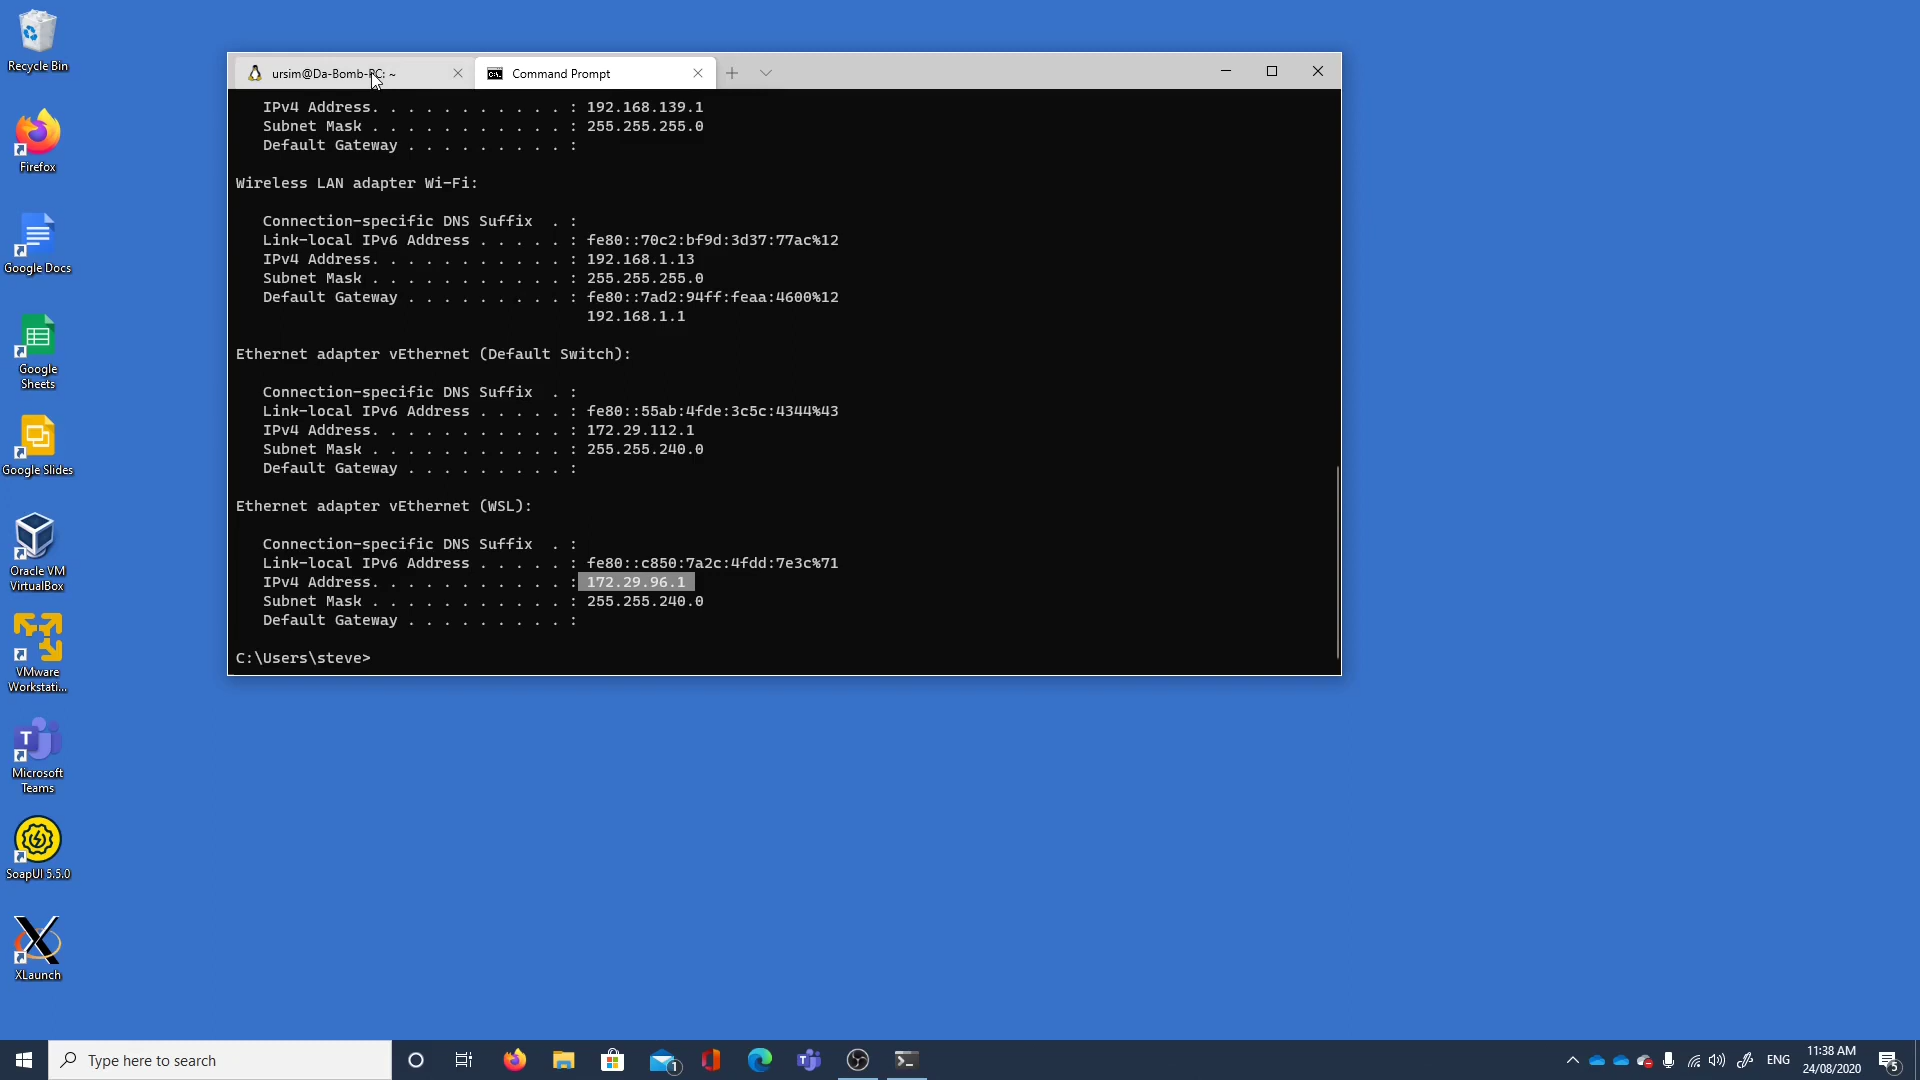 Recycle Bin
Firefox
Google Docs
Google
Sheets
Google Slides
Oracle VM
VirtualBox
VMware
Workstati...
Microsoft
Teams
SoapUI 5.5.0
XLaunch
ursim@Da-Bomb-PC: ~
Command Prompt
IPv4 Address. . . . . . . . . . . : 192.168.139.1
Subnet Mask . . . . . . . . . . . : 255.255.255.0
Default Gateway . . . . . . . . . :
Wireless LAN adapter Wi-Fi:
Connection-specific DNS Suffix  . :
Link-local IPv6 Address . . . . . : fe80::70c2:bf9d:3d37:77ac%12
IPv4 Address. . . . . . . . . . . : 192.168.1.13
Subnet Mask . . . . . . . . . . . : 255.255.255.0
Default Gateway . . . . . . . . . : fe80::7ad2:94ff:feaa:4600%12
192.168.1.1
Ethernet adapter vEthernet (Default Switch):
Connection-specific DNS Suffix  . :
Link-local IPv6 Address . . . . . : fe80::55ab:4fde:3c5c:4344%43
IPv4 Address. . . . . . . . . . . : 172.29.112.1
Subnet Mask . . . . . . . . . . . : 255.255.240.0
Default Gateway . . . . . . . . . :
Ethernet adapter vEthernet (WSL):
Connection-specific DNS Suffix  . :
Link-local IPv6 Address . . . . . : fe80::c850:7a2c:4fdd:7e3c%71
IPv4 Address. . . . . . . . . . . : 172.29.96.1
Subnet Mask . . . . . . . . . . . : 255.255.240.0
Default Gateway . . . . . . . . . :
C:\Users\steve>
Type here to search
1
ENG
11:38 AM
24/08/2020
5